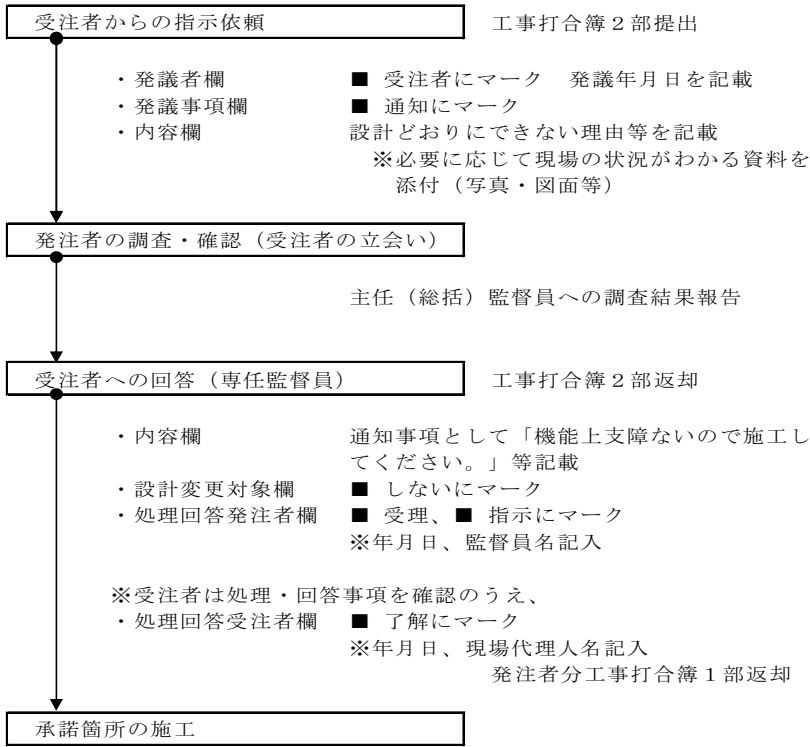 受注者からの指示依頼　工事打合簿２部提出
・発議者欄　■ 受注者にマーク　発議年月日を記載
・発議事項欄　■ 通知にマーク
・内容欄　設計どおりにできない理由等を記載
※必要に応じて現場の状況がわかる資料を
添付（写真・図面等）
発注者の調査・確認（受注者の立会い）
主任（総括）監督員への調査結果報告
受注者への回答（専任監督員）　工事打合簿２部返却
・内容欄　通知事項として「機能上支障ないので施工し
てください。」等記載
・設計変更対象欄　■ しないにマーク
・処理回答発注者欄　■ 受理、■ 指示にマーク
※年月日、監督員名記入
※受注者は処理・回答事項を確認のうえ、
・処理回答受注者欄　■ 了解にマーク
※年月日、現場代理人名記入
発注者分工事打合簿１部返却
承諾箇所の施工